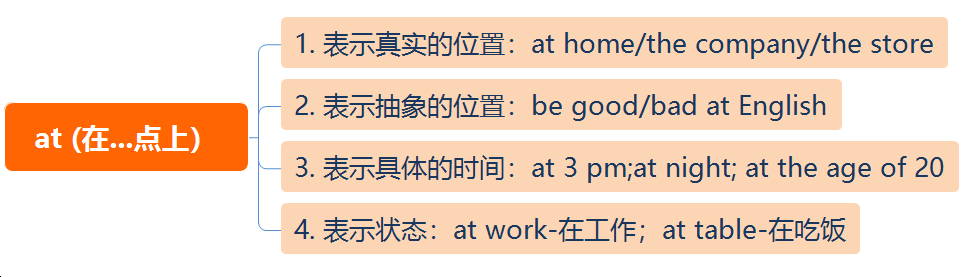 at (在...点上)
1. 表示真实的位置：at home/the company/the store
2. 表示抽象的位置：be good/bad at English
3. 表示具体的时间：at 3 pm;at night; at the age of 20
4. 表示状态：at work-在工作；at table-在吃饭